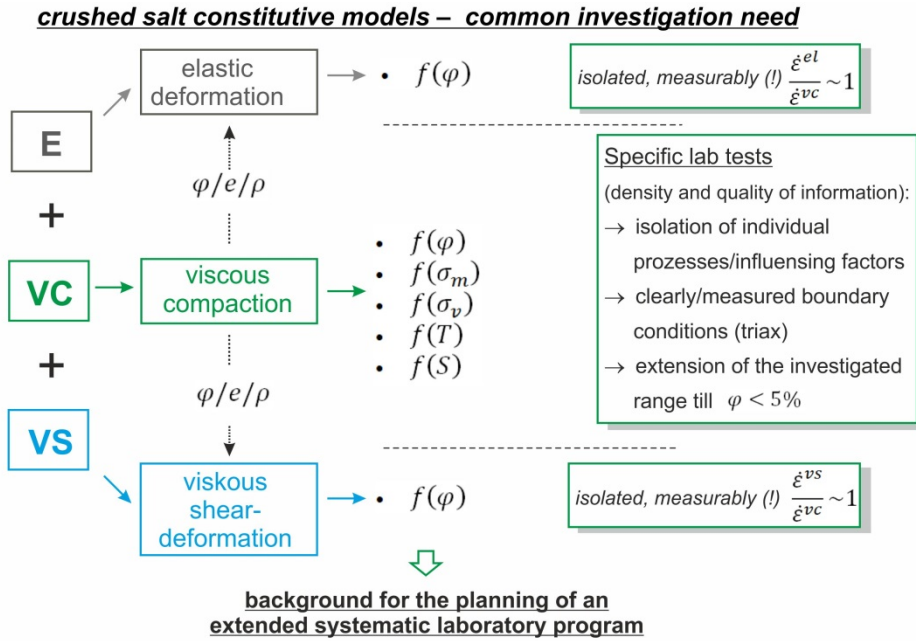 crushed salt constitutive models – common investigation need
E
+
VC
+
VS
elastic
deformation
• f(φ)
isolated, measurably (!) ε̇^el / ε̇^vc ~1
φ/e/ρ
viscous
compaction
• f(φ)
• f(σ_m)
• f(σ_v)
• f(T)
• f(S)
Specific lab tests
(density and quality of information):
→ isolation of individual
prozesses/influensing factors
→ clearly/measured boundary
conditions (triax)
→ extension of the investigated
range till φ < 5%
φ/e/ρ
viskous
shear-
deformation
• f(φ)
isolated, measurably (!) ε̇^vs / ε̇^vc ~1
background for the planning of an
extended systematic laboratory program